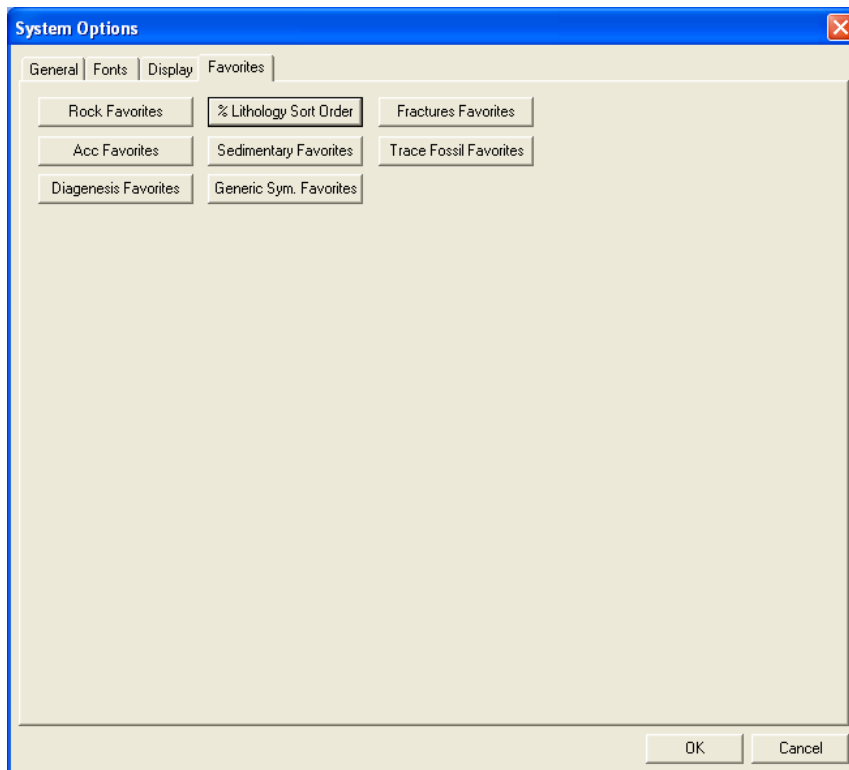 System Options
General Fonts Display Favorites
Rock Favorites % Lithology Sort Order Fractures Favorites
Acc Favorites Sedimentary Favorites Trace Fossil Favorites
Diagenesis Favorites Generic Sym. Favorites
OK Cancel